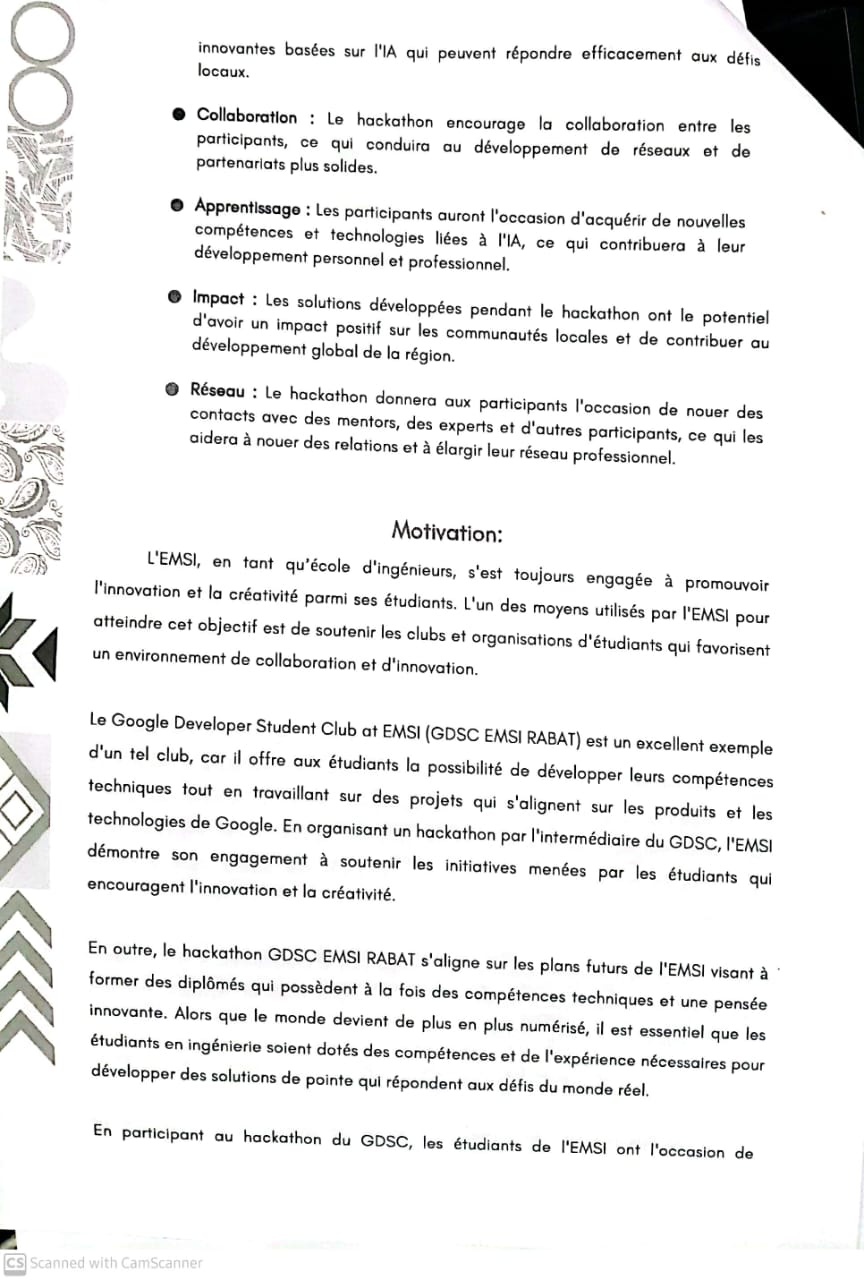 innovantes basées sur l'IA qui peuvent répondre efficacement aux défis
locaux.
● Collaboration : Le hackathon encourage la collaboration entre les
participants, ce qui conduira au développement de réseaux et de
partenariats plus solides.
● Apprentissage : Les participants auront l'occasion d'acquérir de nouvelles
compétences et technologies liées à l'IA, ce qui contribuera à leur
développement personnel et professionnel.
● Impact : Les solutions développées pendant le hackathon ont le potentiel
d'avoir un impact positif sur les communautés locales et de contribuer au
développement global de la région.
● Réseau : Le hackathon donnera aux participants l'occasion de nouer des
contacts avec des mentors, des experts et d'autres participants, ce qui les
aidera à nouer des relations et à élargir leur réseau professionnel.
Motivation:
L'EMSI, en tant qu'école d'ingénieurs, s'est toujours engagée à promouvoir
l'innovation et la créativité parmi ses étudiants. L'un des moyens utilisés par l'EMSI pour
atteindre cet objectif est de soutenir les clubs et organisations d'étudiants qui favorisent
un environnement de collaboration et d'innovation.
Le Google Developer Student Club at EMSI (GDSC EMSI RABAT) est un excellent exemple
d'un tel club, car il offre aux étudiants la possibilité de développer leurs compétences
techniques tout en travaillant sur des projets qui s'alignent sur les produits et les
technologies de Google. En organisant un hackathon par l'intermédiaire du GDSC, l'EMSI
démontre son engagement à soutenir les initiatives menées par les étudiants qui
encouragent l'innovation et la créativité.
En outre, le hackathon GDSC EMSI RABAT s'aligne sur les plans futurs de l'EMSI visant à
former des diplômés qui possèdent à la fois des compétences techniques et une pensée
innovante. Alors que le monde devient de plus en plus numérisé, il est essentiel que les
étudiants en ingénierie soient dotés des compétences et de l'expérience nécessaires pour
développer des solutions de pointe qui répondent aux défis du monde réel.
En participant au hackathon du GDSC, les étudiants de l'EMSI ont l'occasion de
CS Scanned with CamScanner